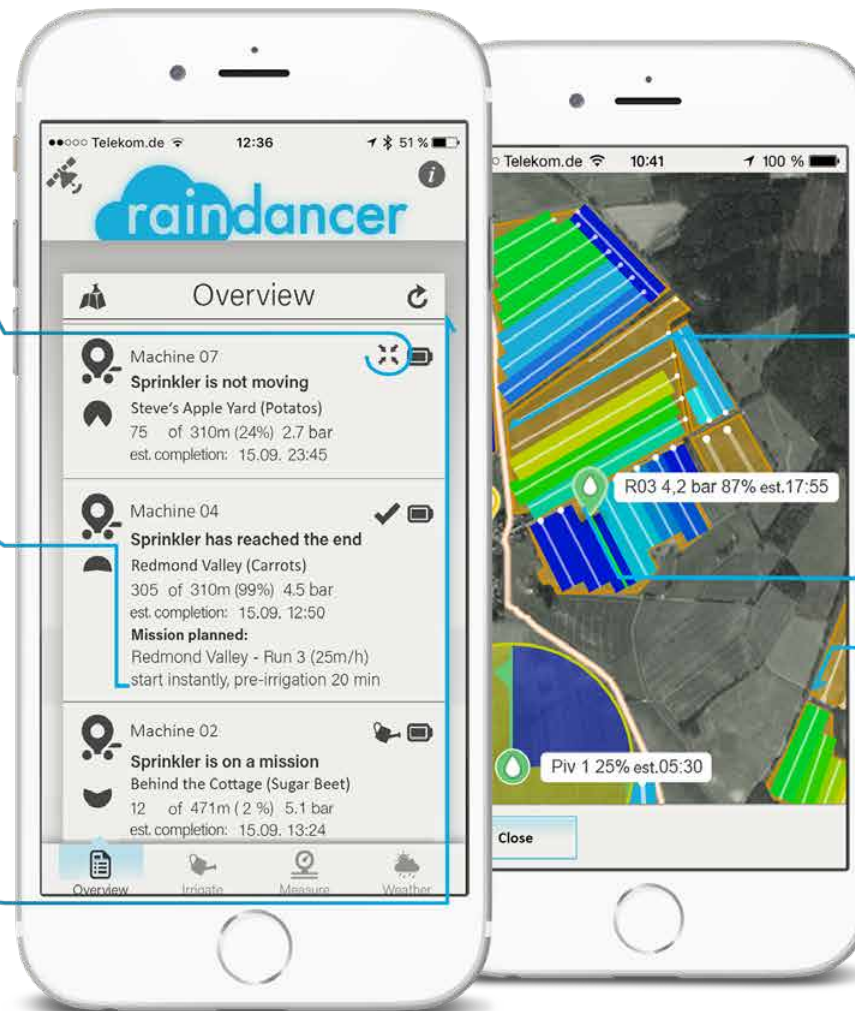 Telekom.de 12:36 51 %
raindancer
Overview
Machine 07
Sprinkler is not moving
Steve's Apple Yard (Potatos)
75 of 310m (24%) 2.7 bar
est. completion: 15.09. 23:45
Machine 04
Sprinkler has reached the end
Redmond Valley (Carrots)
305 of 310m (99%) 4.5 bar
est. completion: 15.09. 12:50
Mission planned:
Redmond Valley - Run 3 (25m/h)
start instantly, pre-irrigation 20 min
Machine 02
Sprinkler is on a mission
Behind the Cottage (Sugar Beet)
12 of 471m ( 2 %) 5.1 bar
est. completion: 15.09. 13:24
Overview Irrigate Measure Weather
Telekom.de 10:41 100 %
R03 4,2 bar 87% est.17:55
Piv 1 25% est.05:30
Close